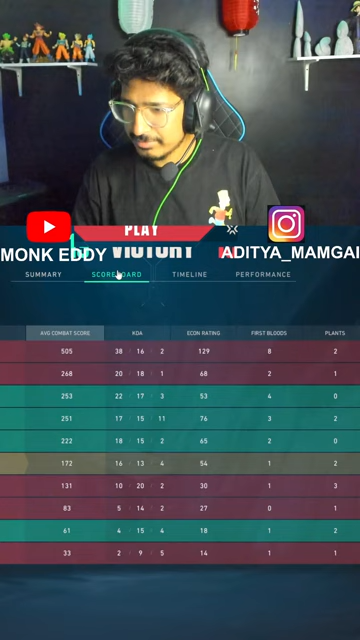 PLAY
VICTORY
MONK EDDY
ADITYA_MAMGAI
SUMMARY SCOREBOARD TIMELINE PERFORMANCE
AVG COMBAT SCORE KDA ECON RATING FIRST BLOODS PLANTS
505 38 16 2 129 8 2
268 20 18 1 68 2 1
253 22 17 3 53 4 0
251 17 15 11 76 3 2
222 18 15 2 65 2 0
172 16 13 4 54 1 2
131 10 20 2 30 1 3
83 5 14 2 27 0 1
61 4 15 4 18 1 2
33 2 9 5 14 1 1